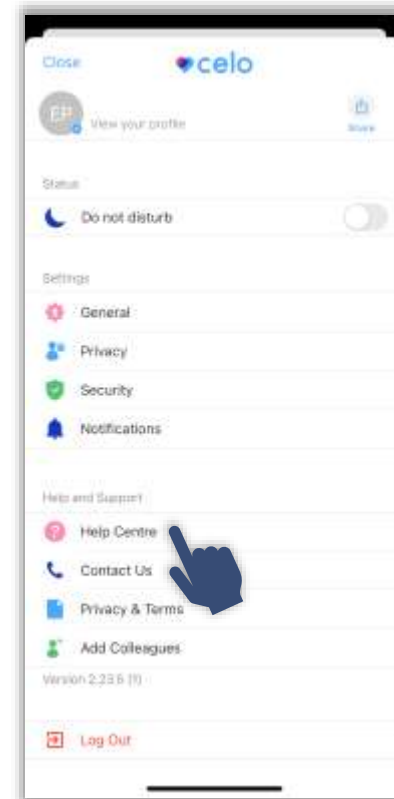 Close
celo
EP
View your profile
Share
Status
Do not disturb
Settings
General
Privacy
Security
Notifications
Help and Support
Help Centre
Contact Us
Privacy & Terms
Add Colleagues
Version 2.23.5 (1)
Log Out